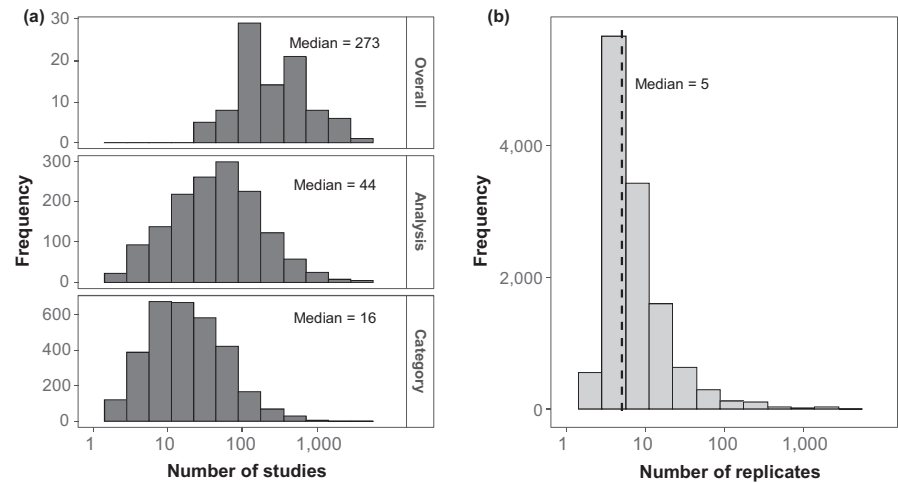 (a)
30
20
10
0
Median = 273
Overall
300
200
100
0
Median = 44
Analysis
600
400
200
0
Median = 16
Category
Frequency
1 10 100 1,000
Number of studies
(b)
4,000
2,000
0
Median = 5
Frequency
1 10 100 1,000
Number of replicates